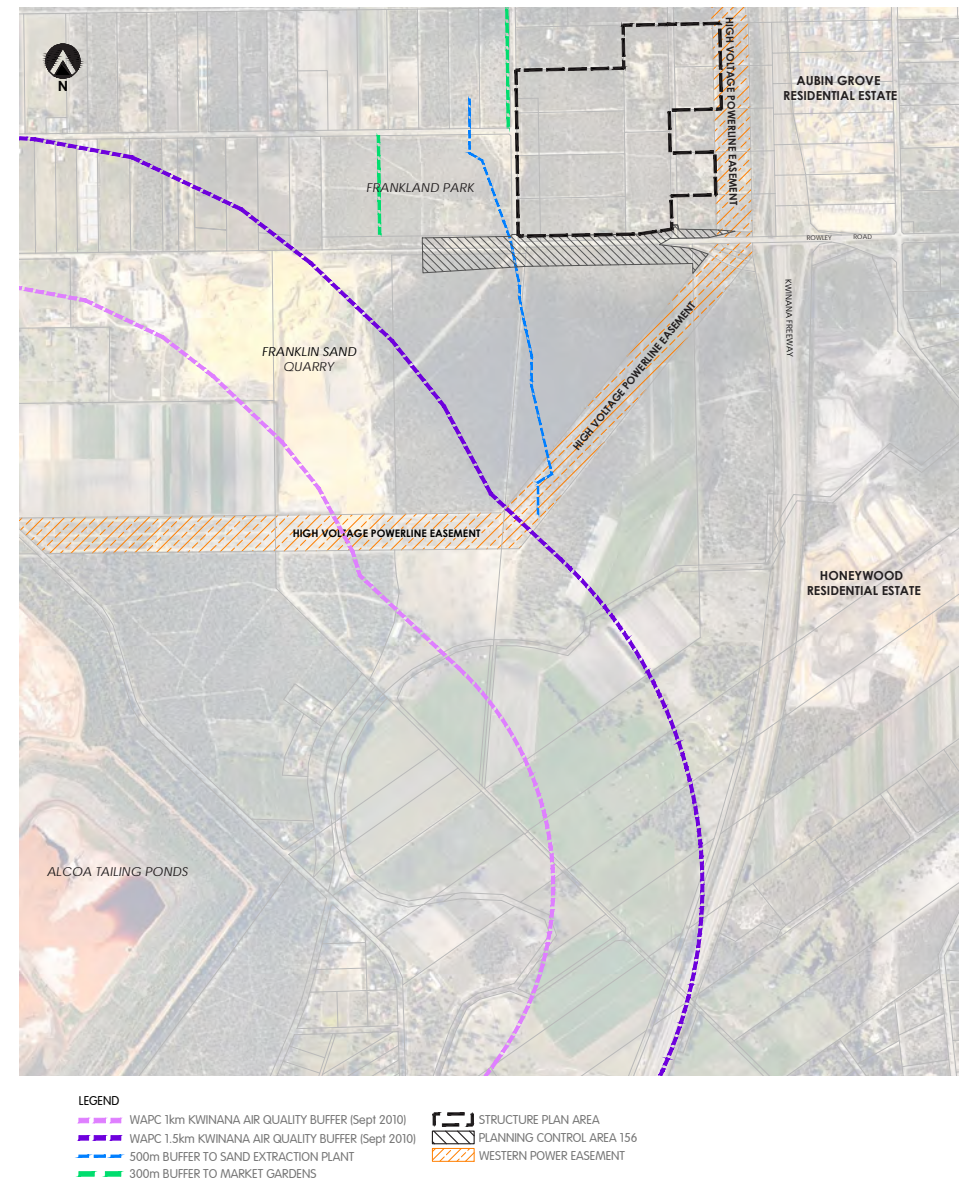 N
HIGH VOLTAGE POWERLINE EASEMENT
AUBIN GROVE
RESIDENTIAL ESTATE
FRANKLAND PARK
ROWLEY ROAD
KWINANA FREEWAY
FRANKLIN SAND
QUARRY
HIGH VOLTAGE POWERLINE EASEMENT
HIGH VOLTAGE POWERLINE EASEMENT
HONEYWOOD
RESIDENTIAL ESTATE
ALCOA TAILING PONDS
LEGEND
WAPC 1km KWINANA AIR QUALITY BUFFER (Sept 2010)
WAPC 1.5km KWINANA AIR QUALITY BUFFER (Sept 2010)
500m BUFFER TO SAND EXTRACTION PLANT
300m BUFFER TO MARKET GARDENS
STRUCTURE PLAN AREA
PLANNING CONTROL AREA 156
WESTERN POWER EASEMENT